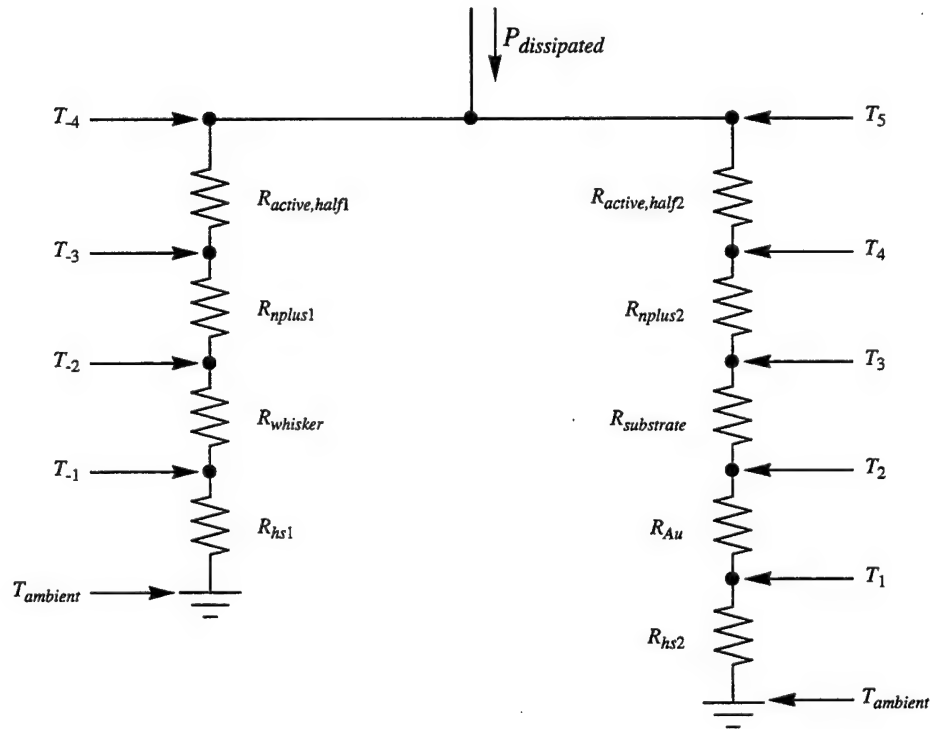 P_dissipated
T_-4
T_5
R_active,half1
R_active,half2
T_-3
T_4
R_nplus1
R_nplus2
T_-2
T_3
R_whisker
R_substrate
T_-1
T_2
R_hs1
R_Au
T_ambient
T_1
R_hs2
T_ambient